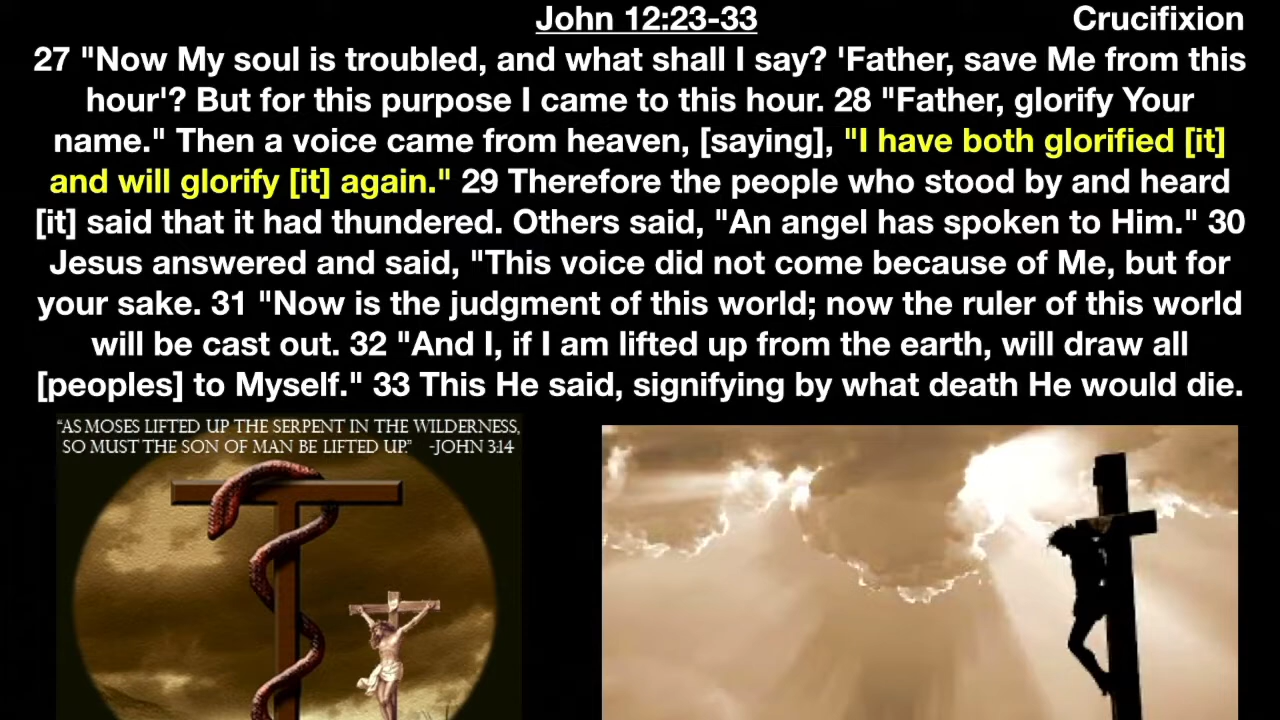 John 12:23-33 Crucifixion
27 "Now My soul is troubled, and what shall I say? 'Father, save Me from this
hour'? But for this purpose I came to this hour. 28 "Father, glorify Your
name." Then a voice came from heaven, [saying], "I have both glorified [it]
and will glorify [it] again." 29 Therefore the people who stood by and heard
[it] said that it had thundered. Others said, "An angel has spoken to Him." 30
Jesus answered and said, "This voice did not come because of Me, but for
your sake. 31 "Now is the judgment of this world; now the ruler of this world
will be cast out. 32 "And I, if I am lifted up from the earth, will draw all
[peoples] to Myself." 33 This He said, signifying by what death He would die.
"AS MOSES LIFTED UP THE SERPENT IN THE WILDERNESS,
SO MUST THE SON OF MAN BE LIFTED UP." -JOHN 3:14